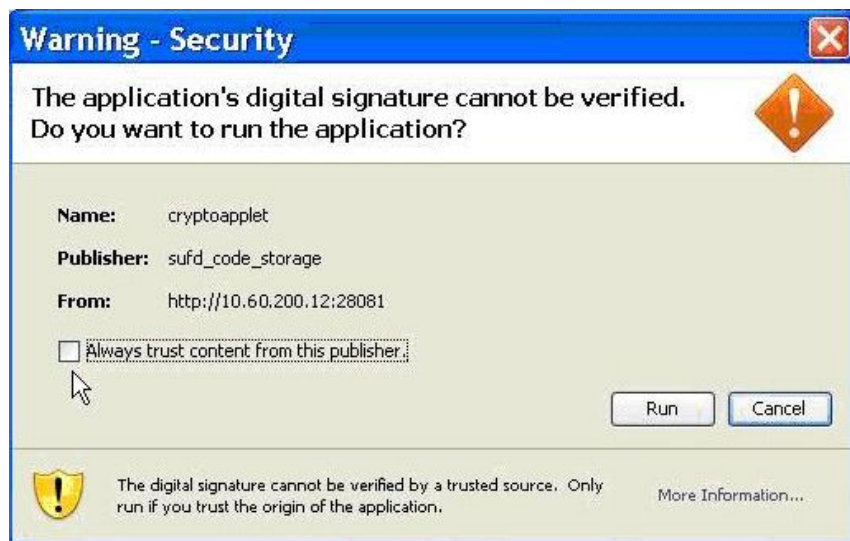 Warning - Security
The application's digital signature cannot be verified.
Do you want to run the application?
Name: cryptoapplet
Publisher: sufd_code_storage
From: http://10.60.200.12:28081
Always trust content from this publisher.
Run Cancel
The digital signature cannot be verified by a trusted source. Only
run if you trust the origin of the application.
More Information...